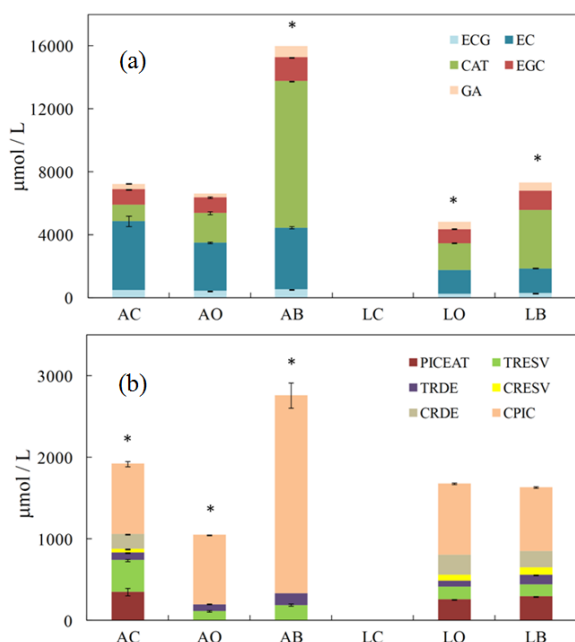 (a)
ECG EC
CAT EGC
GA
μmol / L
16000
12000
8000
4000
0
* * *
AC AO AB LC LO LB
(b)
PICEAT TRESV
TRDE CRESV
CRDE CPIC
μmol / L
3000
2000
1000
0
* * *
AC AO AB LC LO LB